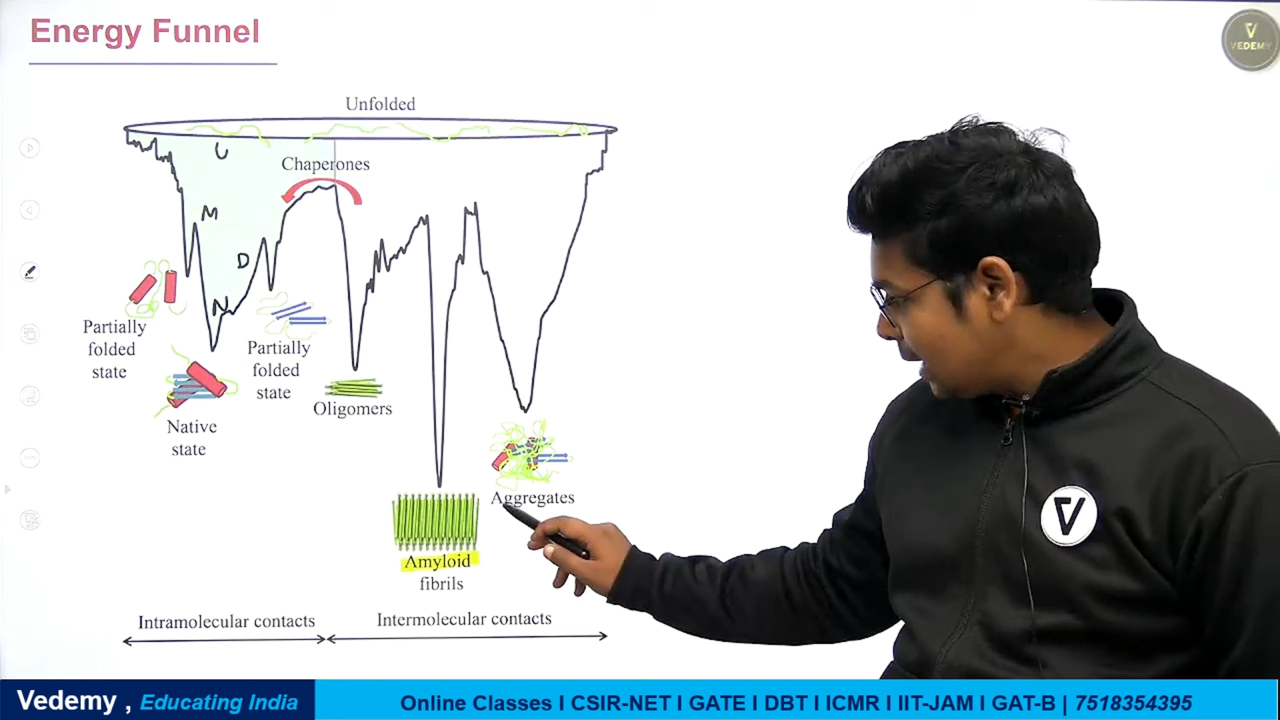 Energy Funnel
VEDEMY
Unfolded
U
Chaperones
M
D
N
Partially
folded
state
Partially
folded
state
Native
state
Oligomers
Aggregates
Amyloid
fibrils
Intramolecular contacts
Intermolecular contacts
Vedemy , Educating India
Online Classes I CSIR-NET I GATE I DBT I ICMR I IIT-JAM I GAT-B | 7518354395